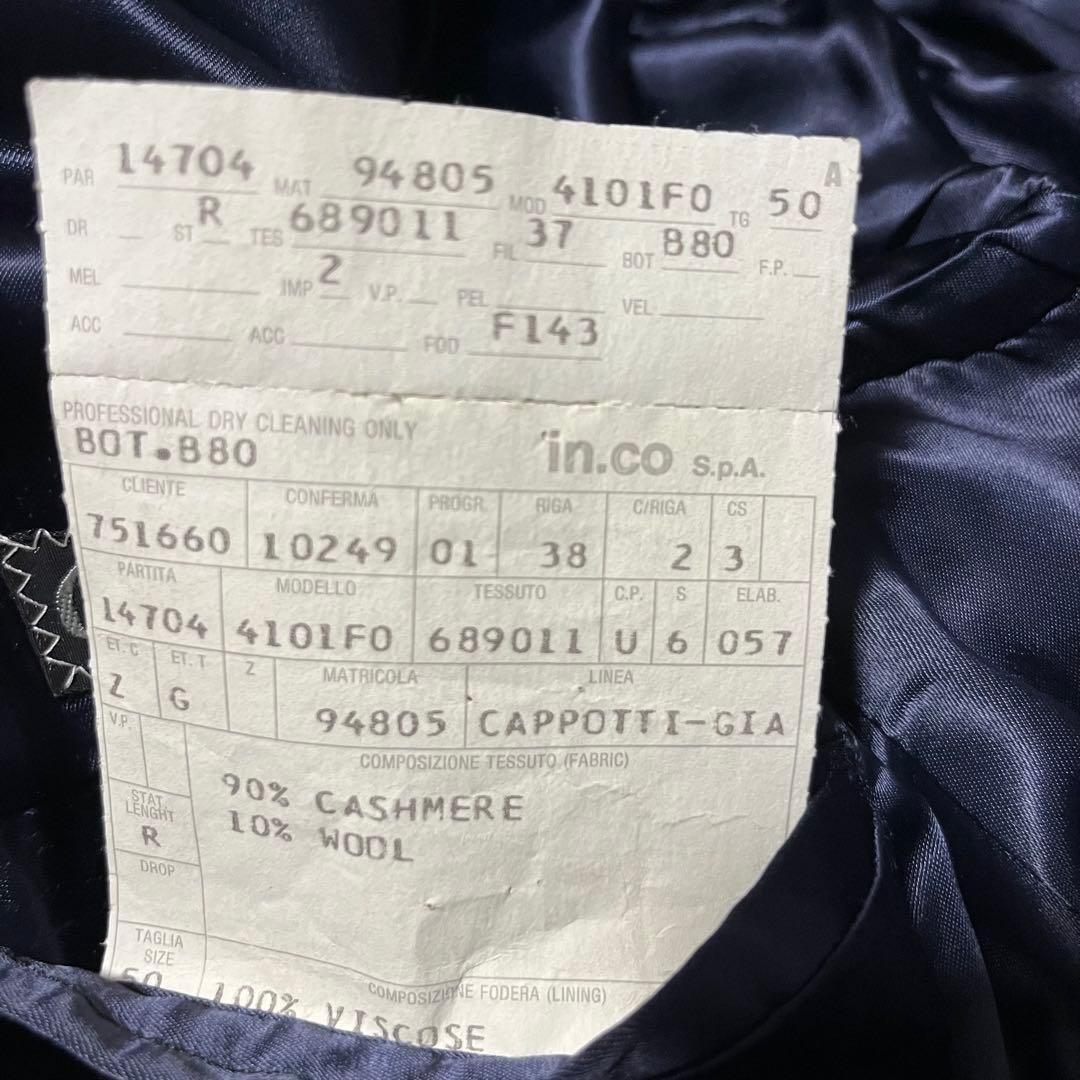 PAR 14704 MAT 94805 MOD 4101F0 TG 50 A
DR ST R TES 689011 FIL 37 BOT 880 F.P.
MEL IMP 2 V.P. PEL VEL
ACC ACC FOD F143
PROFESSIONAL DRY CLEANING ONLY
BOT.880 in.co S.p.A.
CLIENTE CONFERMA PROGR. RIGA C/RIGA CS
751660 10249 01 38 2 3
PARTITA MODELLO TESSUTO C.P. S ELAB.
14704 4101F0 689011 U 6 057
ET. C ET. T Z MATRICOLA LINEA
Z G 94805 CAPPOTTI-GIA
V.P. COMPOSIZIONE TESSUTO (FABRIC)
90% CASHMERE
10% WOOL
STAT. LENGHT
R
DROP
TAGLIA
SIZE
50
COMPOSIZIONE FODERA (LINING)
100% VISCOSE